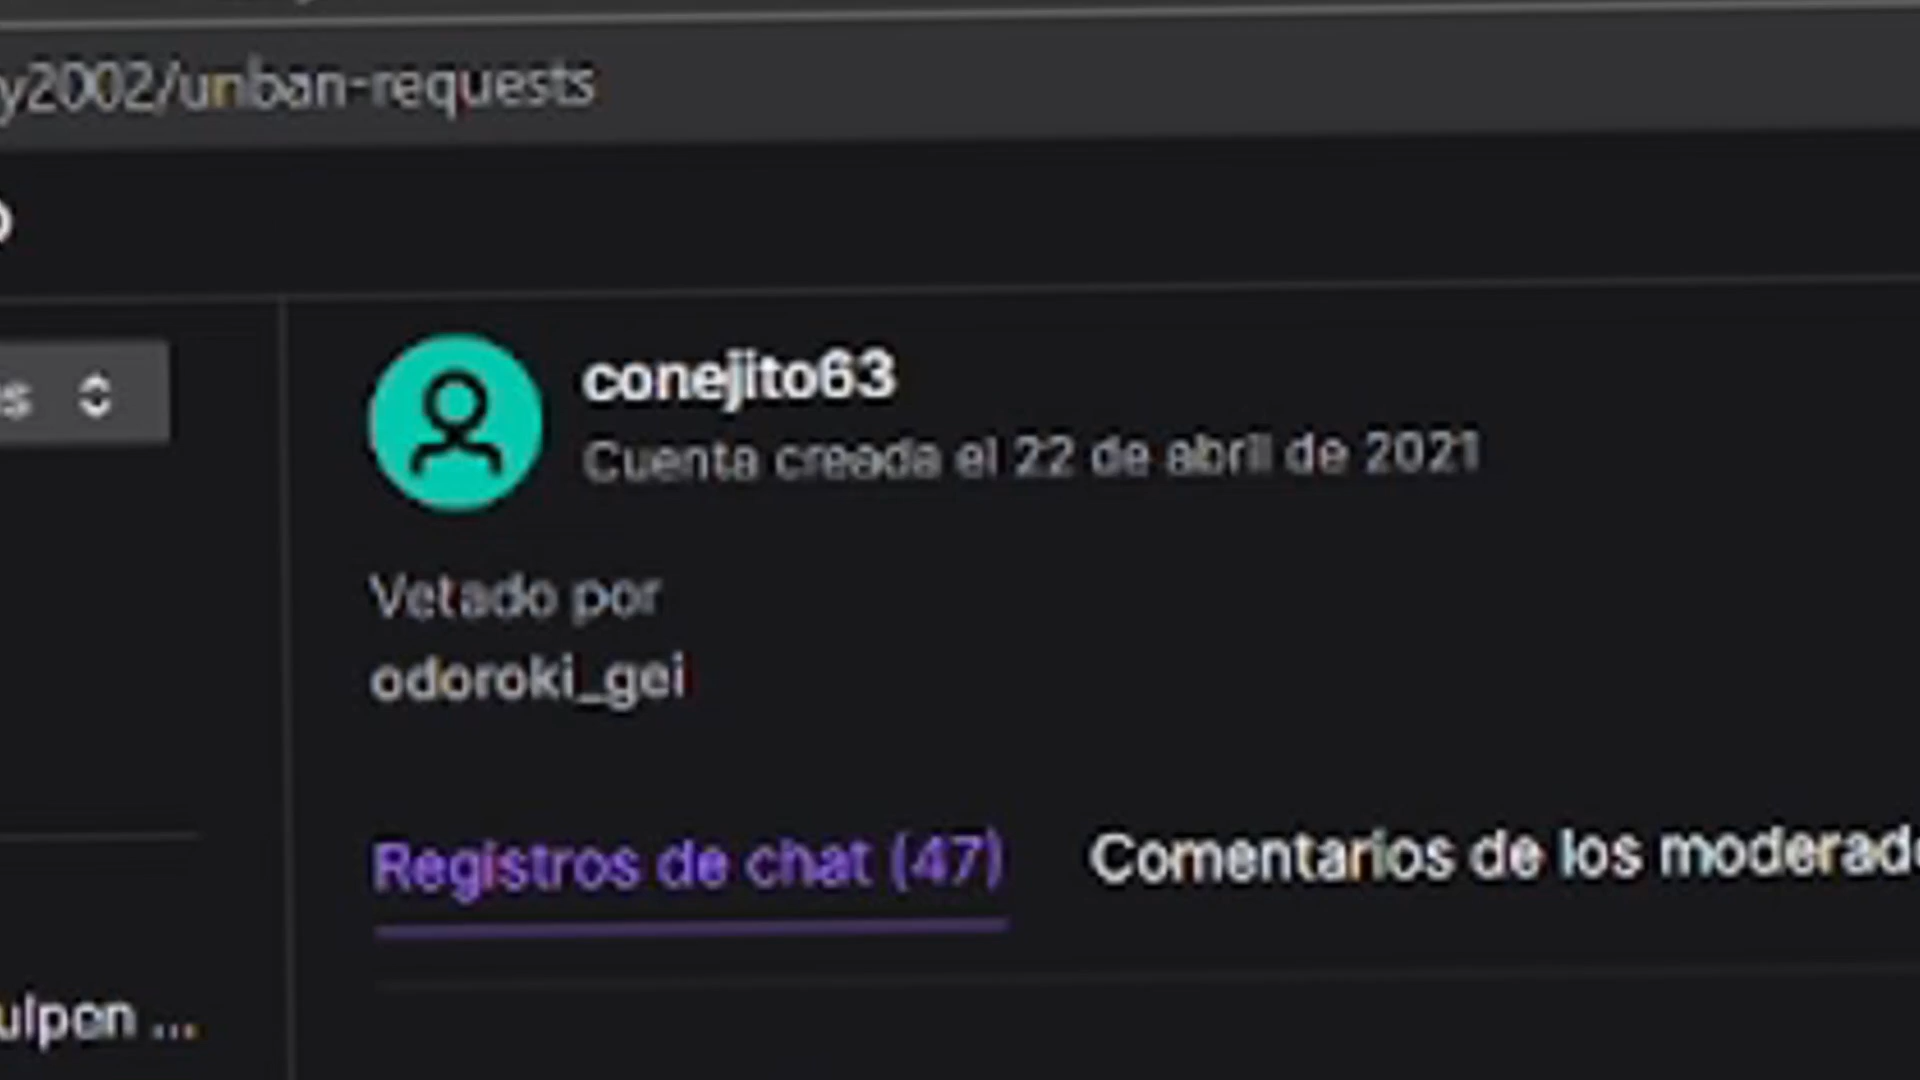 y2002/unban-requests
conejito63
Cuenta creada el 22 de abril de 2021
Vetado por
odoroki_gei
Registros de chat (47)
Comentarios de los moderado
ulpen ...